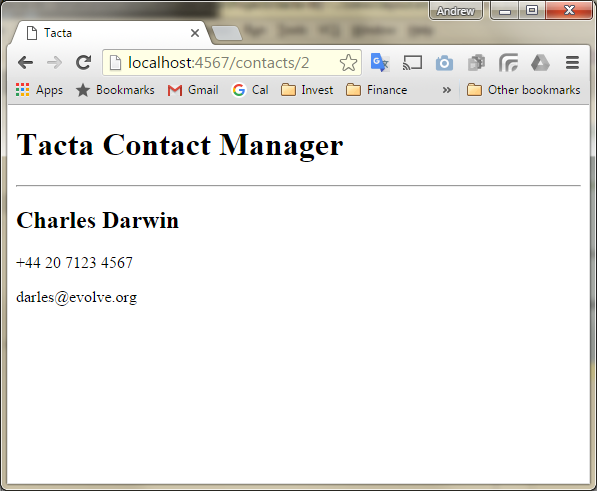 Andrew
Tacta
localhost:4567/contacts/2
Apps Bookmarks Gmail Cal Invest Finance » Other bookmarks
Tacta Contact Manager
Charles Darwin
+44 20 7123 4567
darles@evolve.org